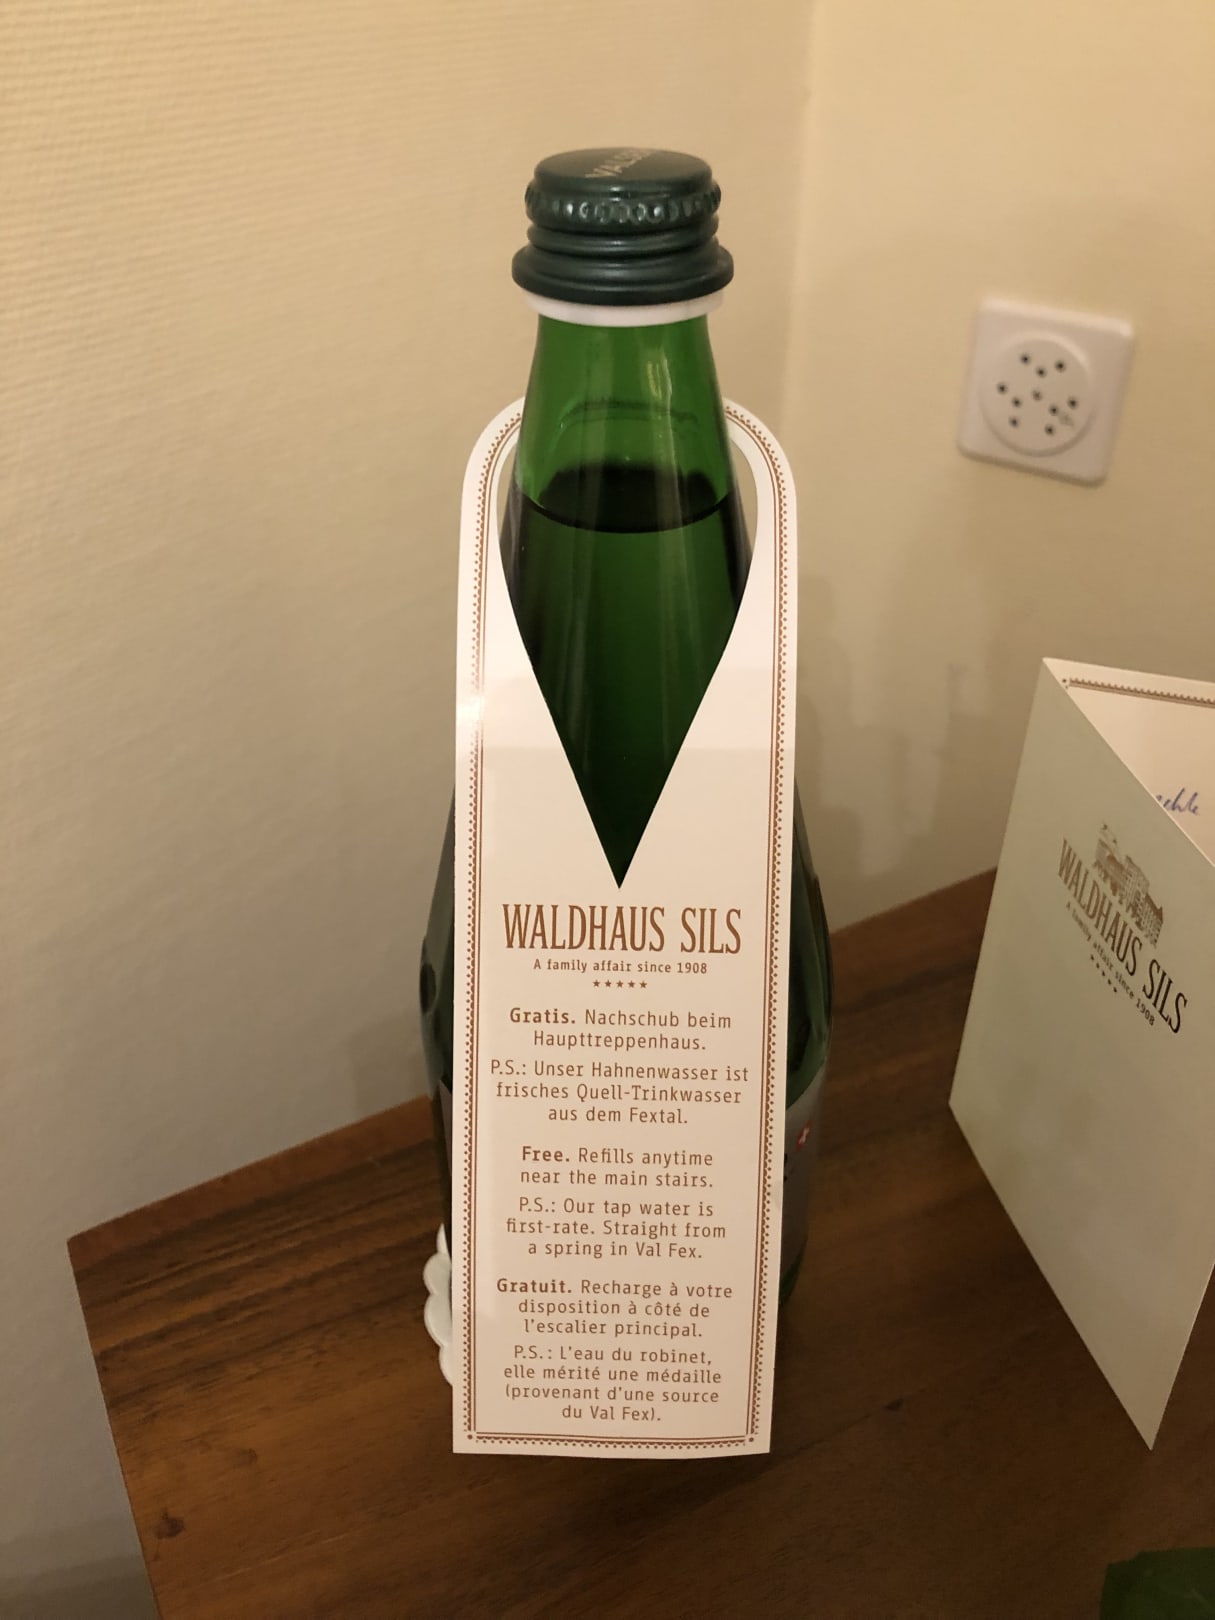 WALDHAUS SILS
A family affair since 1908
★★★★★
Gratis. Nachschub beim
Haupttreppenhaus.
P.S.: Unser Hahnenwasser ist
frisches Quell-Trinkwasser
aus dem Fextal.
Free. Refills anytime
near the main stairs.
P.S.: Our tap water is
first-rate. Straight from
a spring in Val Fex.
Gratuit. Recharge à votre
disposition à côté de
l'escalier principal.
P.S.: L'eau du robinet,
elle mérité une médaille
(provenant d'une source
du Val Fex).
WALDHAUS SILS
A family affair since 1908
★★★★★